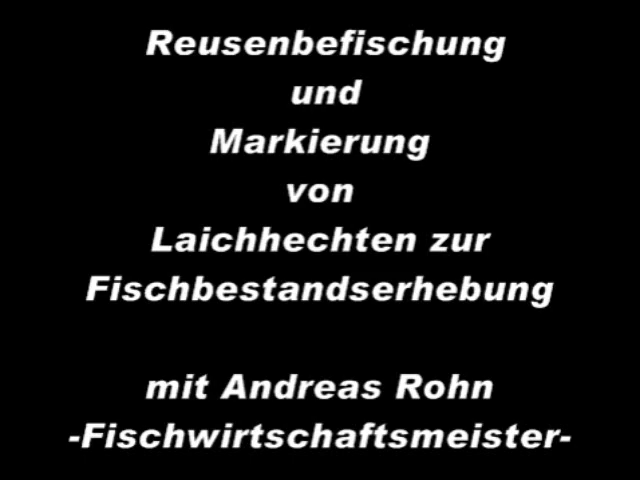 Reusenbefischung
und
Markierung
von
Laichhechten zur
Fischbestandserhebung
mit Andreas Rohn
-Fischwirtschaftsmeister-